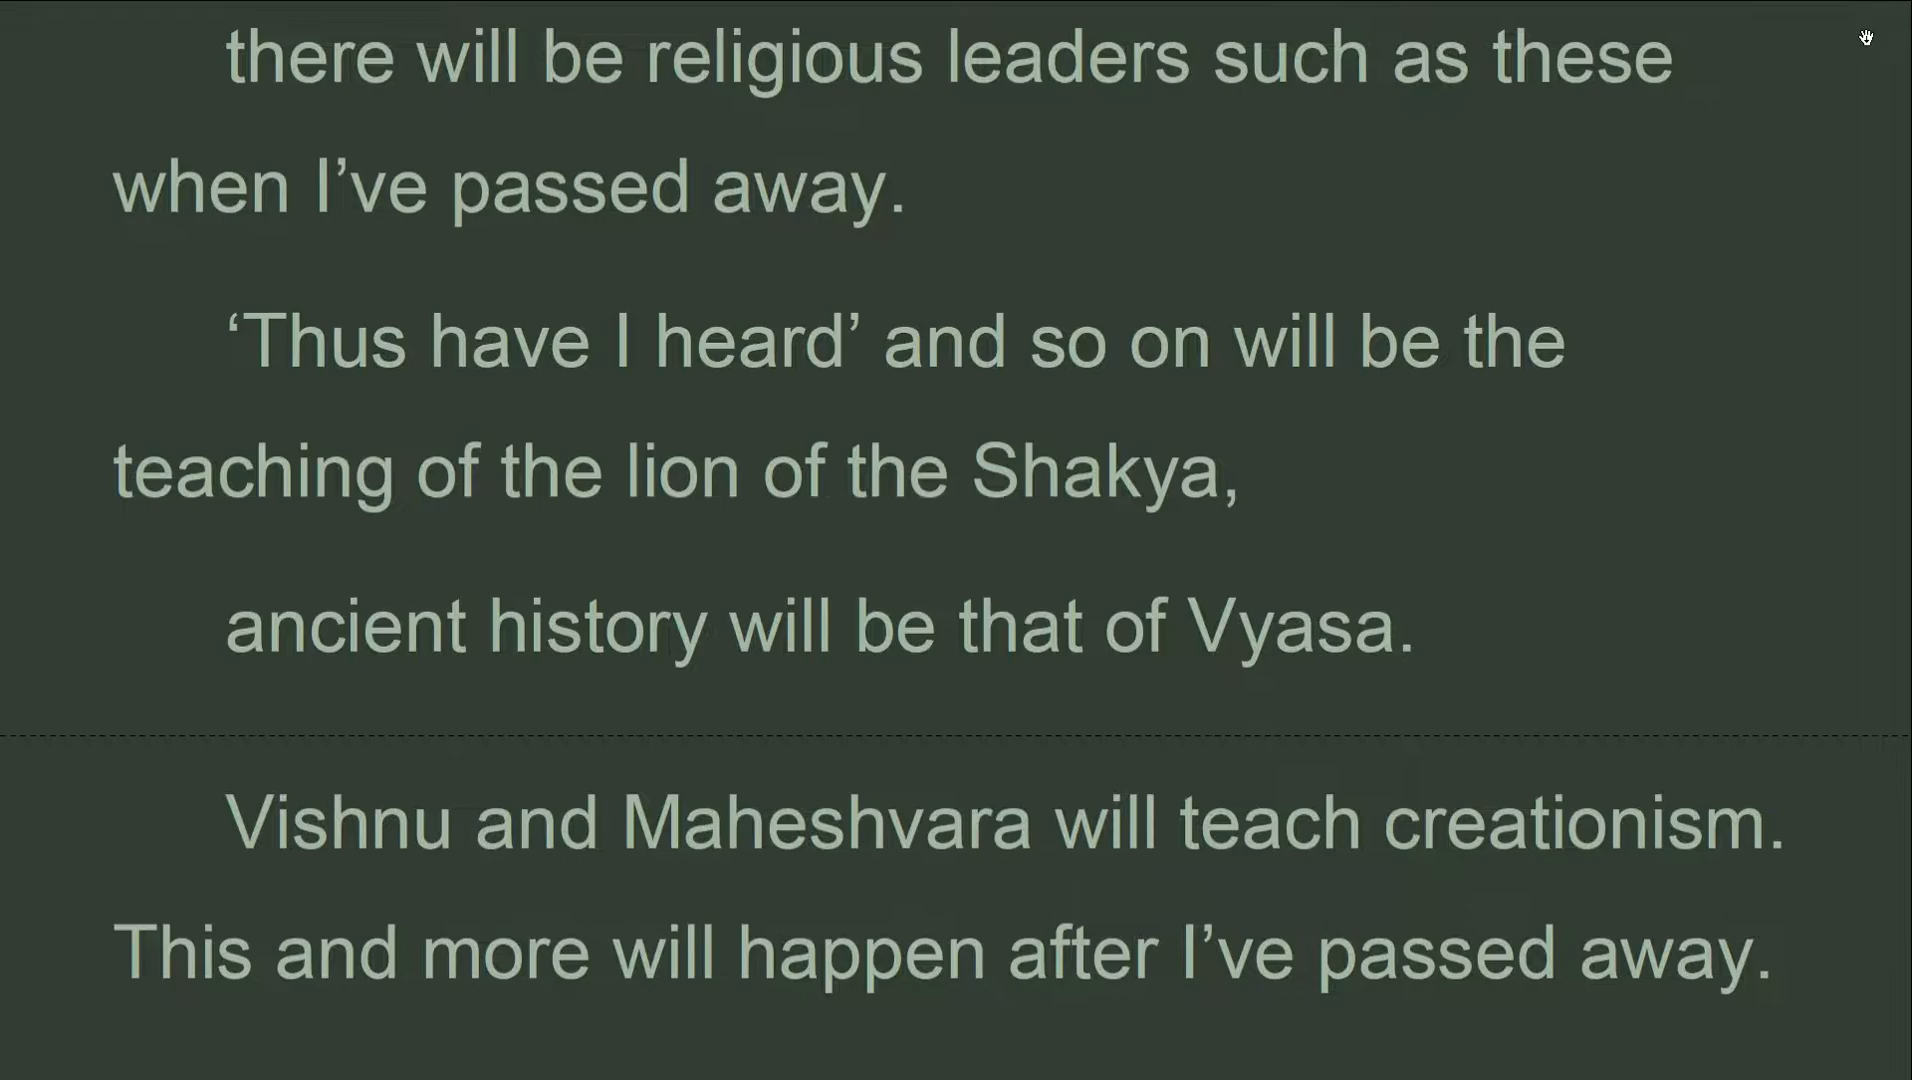 there will be religious leaders such as these
when I’ve passed away.
‘Thus have I heard’ and so on will be the
teaching of the lion of the Shakya,
ancient history will be that of Vyasa.
Vishnu and Maheshvara will teach creationism.
This and more will happen after I’ve passed away.